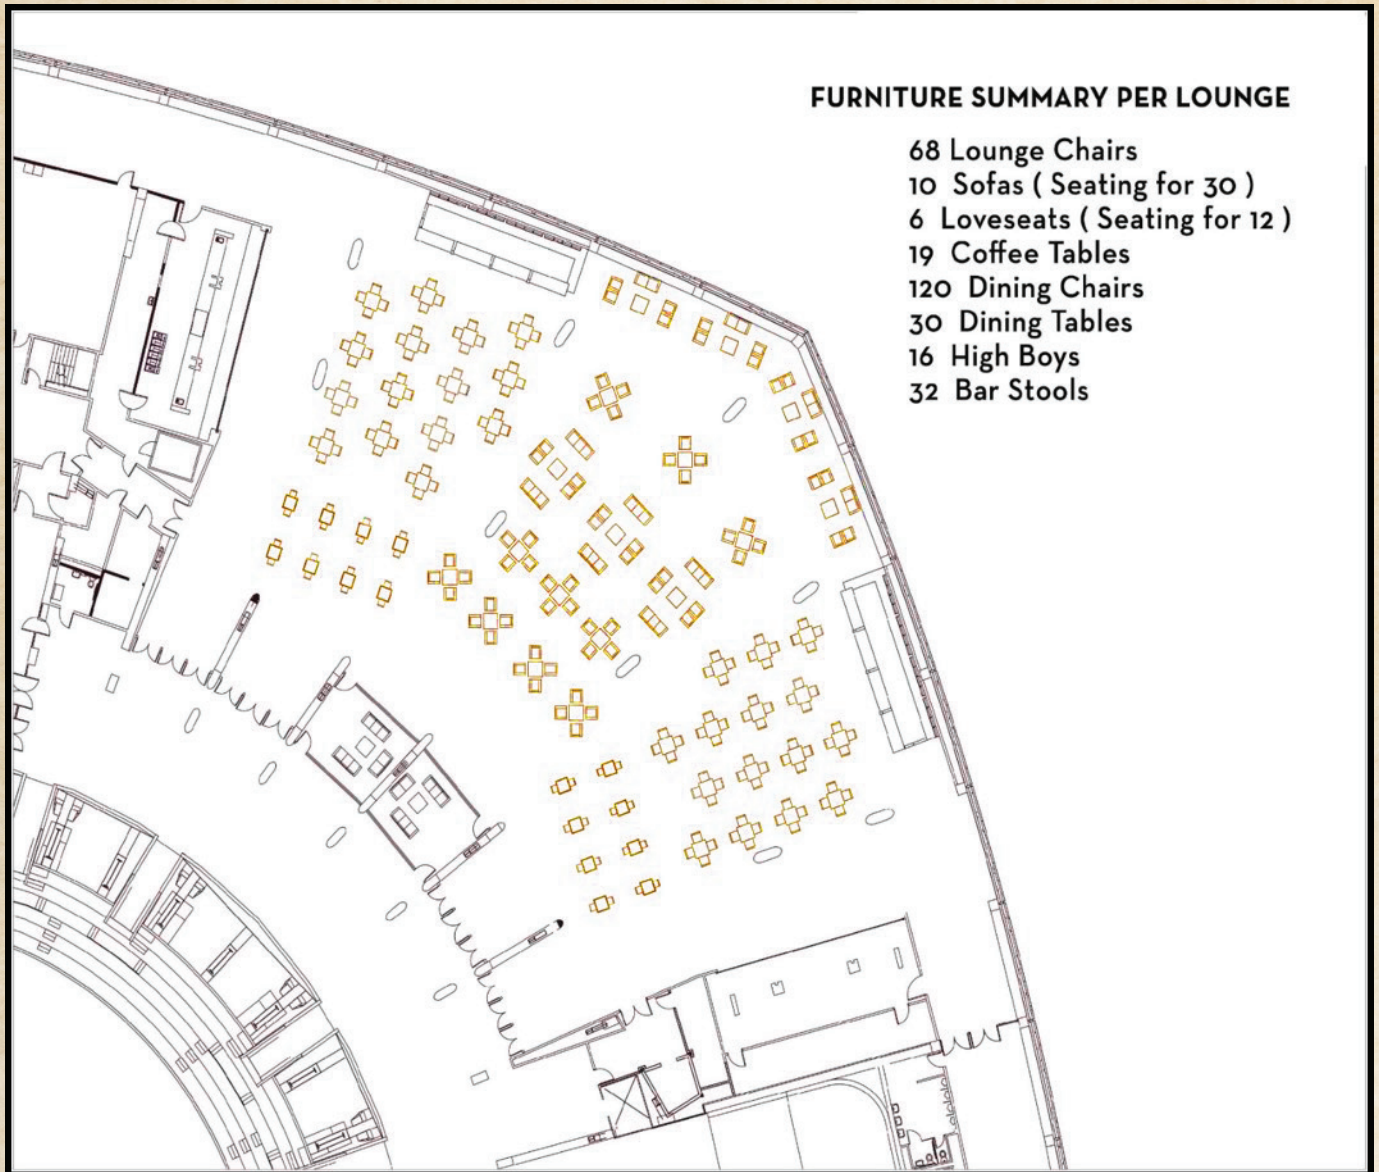 FURNITURE SUMMARY PER LOUNGE
68 Lounge Chairs
10 Sofas ( Seating for 30 )
6 Loveseats ( Seating for 12 )
19 Coffee Tables
120 Dining Chairs
30 Dining Tables
16 High Boys
32 Bar Stools